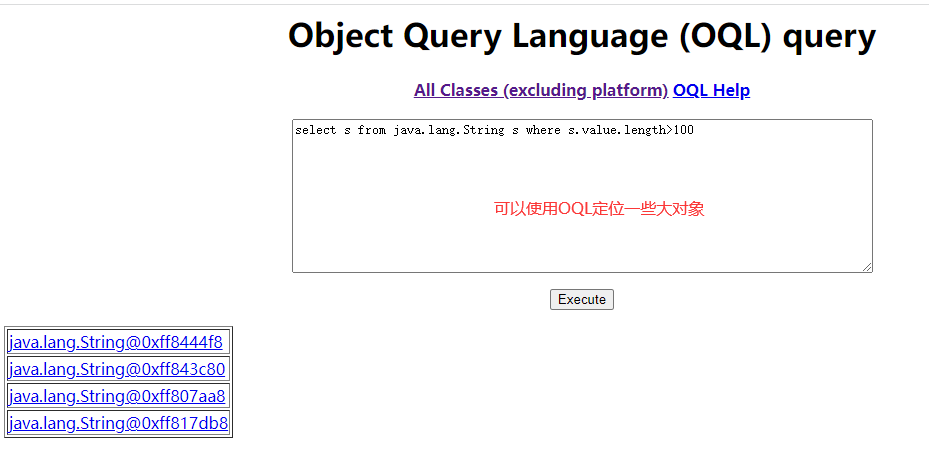 Object Query Language (OQL) query
All Classes (excluding platform) OQL Help
select s from java.lang.String s where s.value.length>100
可以使用OQL定位一些大对象
Execute
java.lang.String@0xff8444f8
java.lang.String@0xff843c80
java.lang.String@0xff807aa8
java.lang.String@0xff817db8